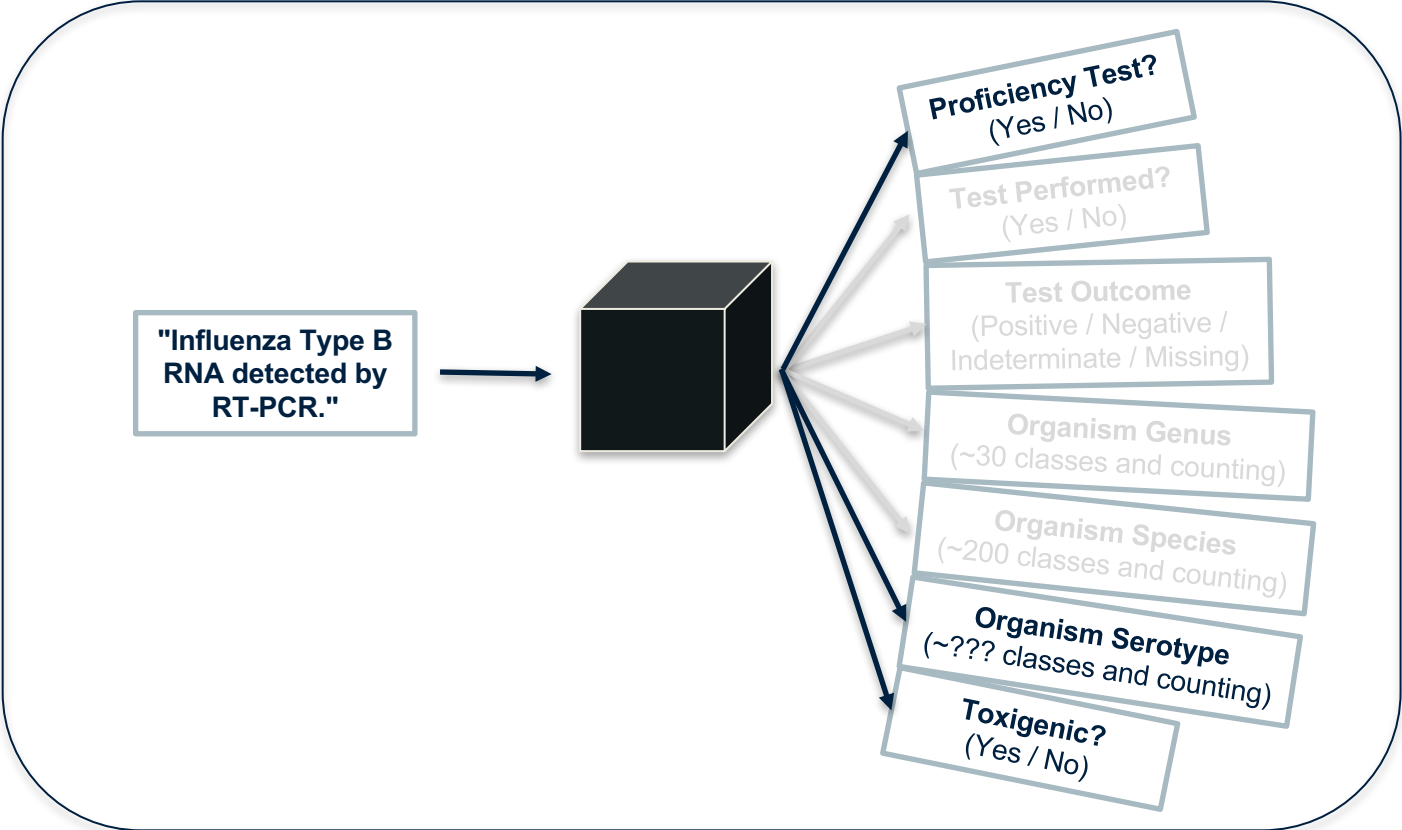 "Influenza Type B
RNA detected by
RT-PCR."
Proficiency Test?
(Yes / No)
Test Performed?
(Yes / No)
Test Outcome
(Positive / Negative /
Indeterminate / Missing)
Organism Genus
(~30 classes and counting)
Organism Species
(~200 classes and counting)
Organism Serotype
(~??? classes and counting)
Toxigenic?
(Yes / No)